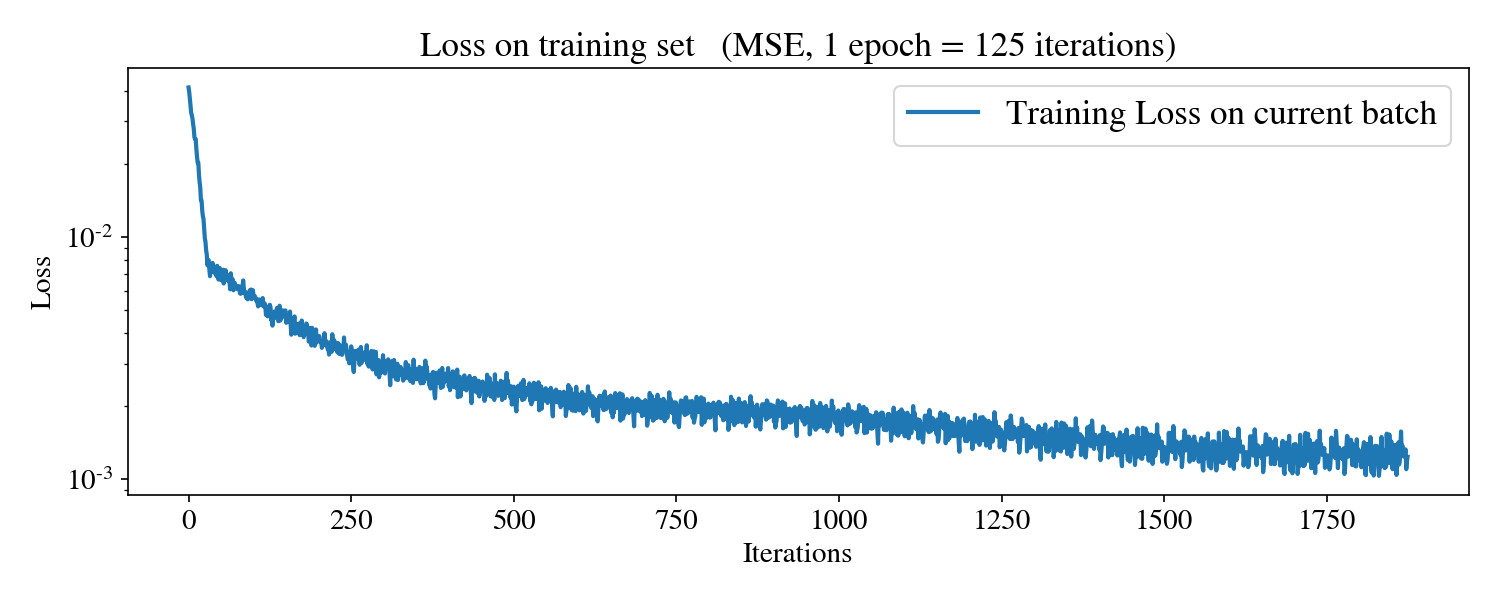 Loss on training set (MSE, 1 epoch = 125 iterations)
Training Loss on current batch
Loss
10-2
10-3
0 250 500 750 1000 1250 1500 1750
Iterations